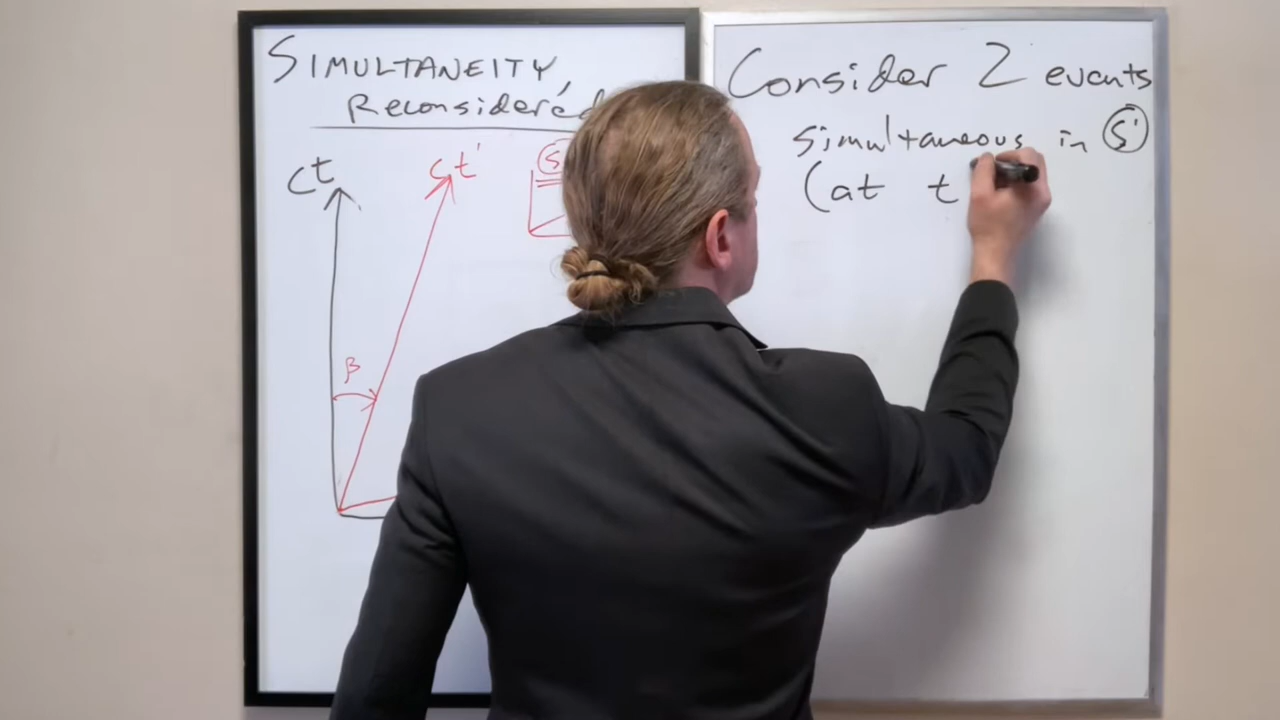 SIMULTANEITY,
Reconsidered
ct
ct'
S
β
Consider 2 events
simultaneous in S'
(at t